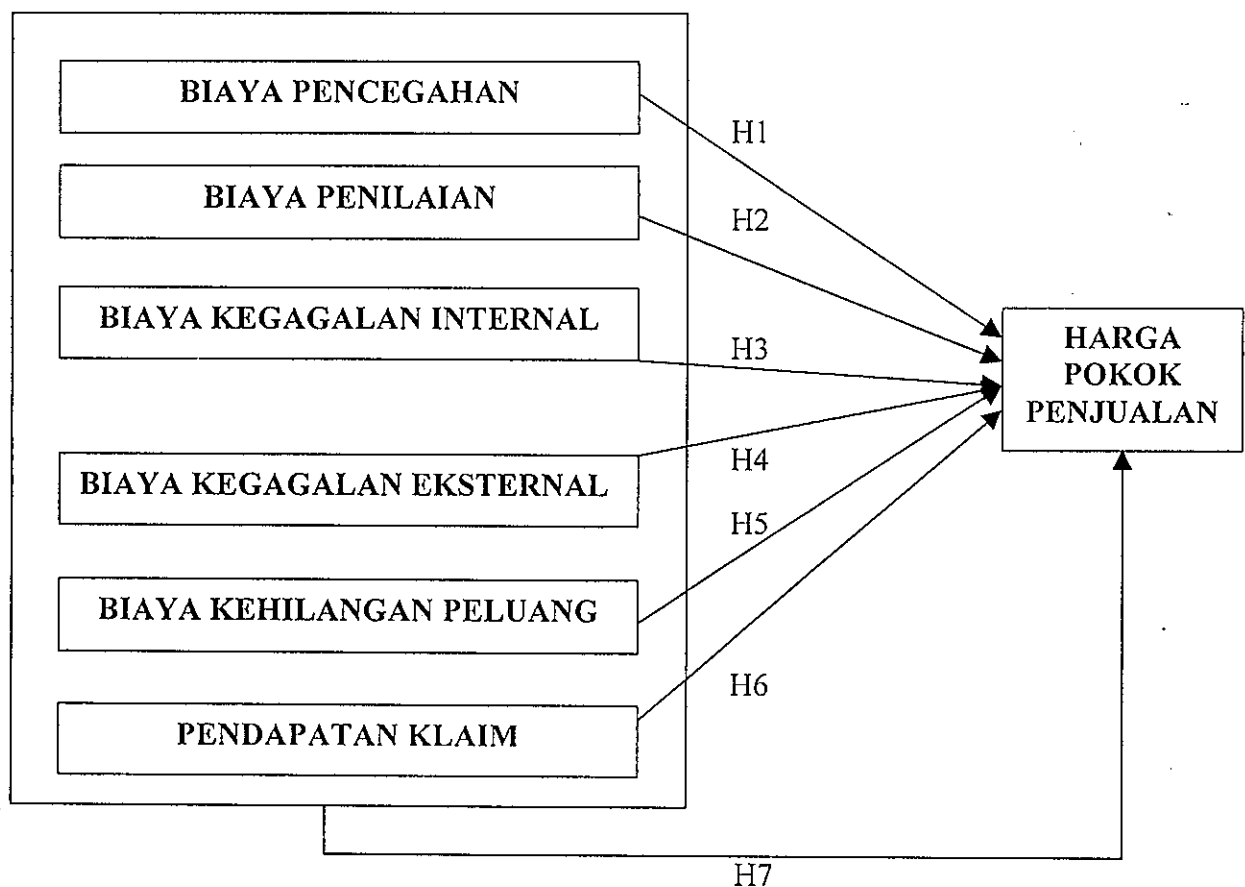 BIAYA PENCEGAHAN
H1
BIAYA PENILAIAN
H2
BIAYA KEGAGALAN INTERNAL
H3
HARGA
POKOK
PENJUALAN
BIAYA KEGAGALAN EKSTERNAL
H4
H5
BIAYA KEHILANGAN PELUANG
H6
PENDAPATAN KLAIM
H7